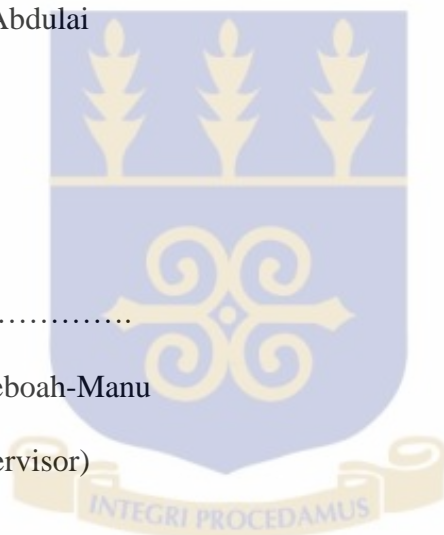 Abdulai
………….
eboah-Manu
ervisor)
INTEGRI PROCEDAMUS